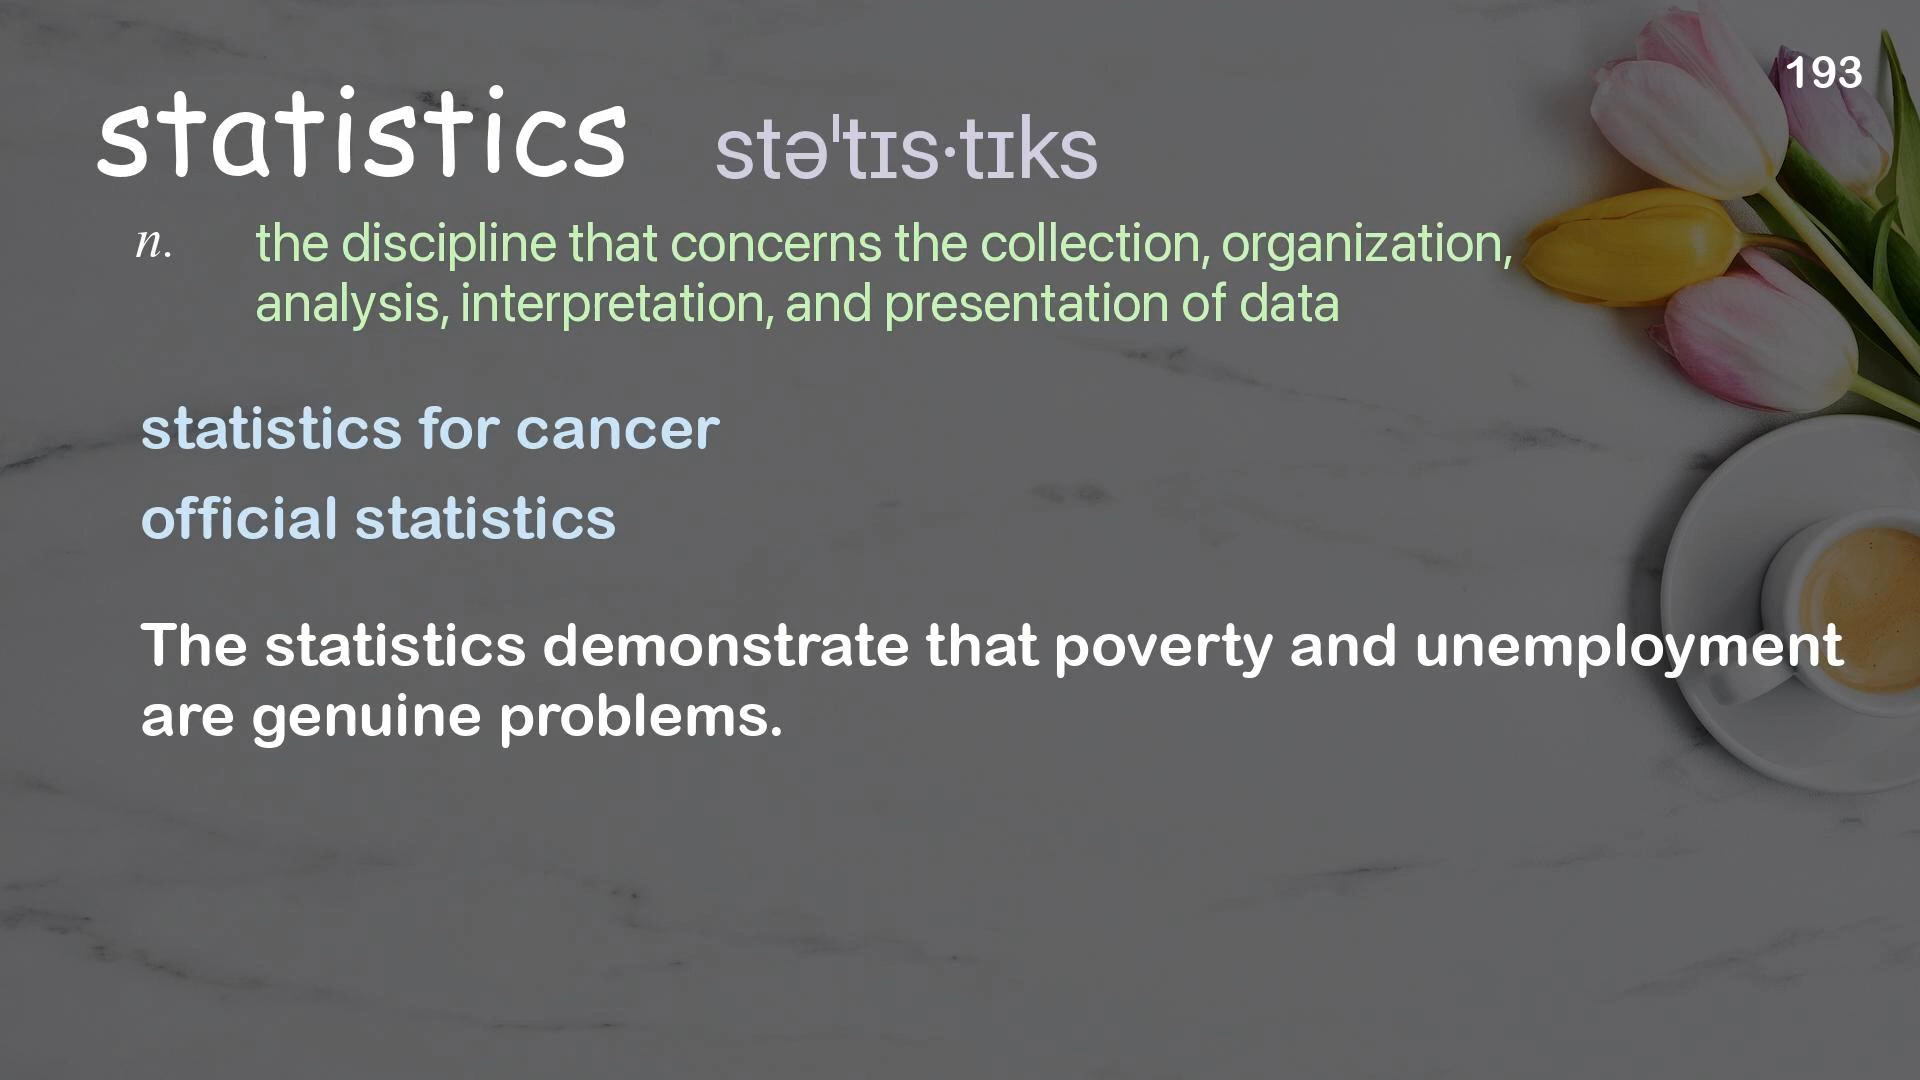 193
statistics stəˈtɪs·tɪks
n. the discipline that concerns the collection, organization,
analysis, interpretation, and presentation of data
statistics for cancer
official statistics
The statistics demonstrate that poverty and unemployment
are genuine problems.